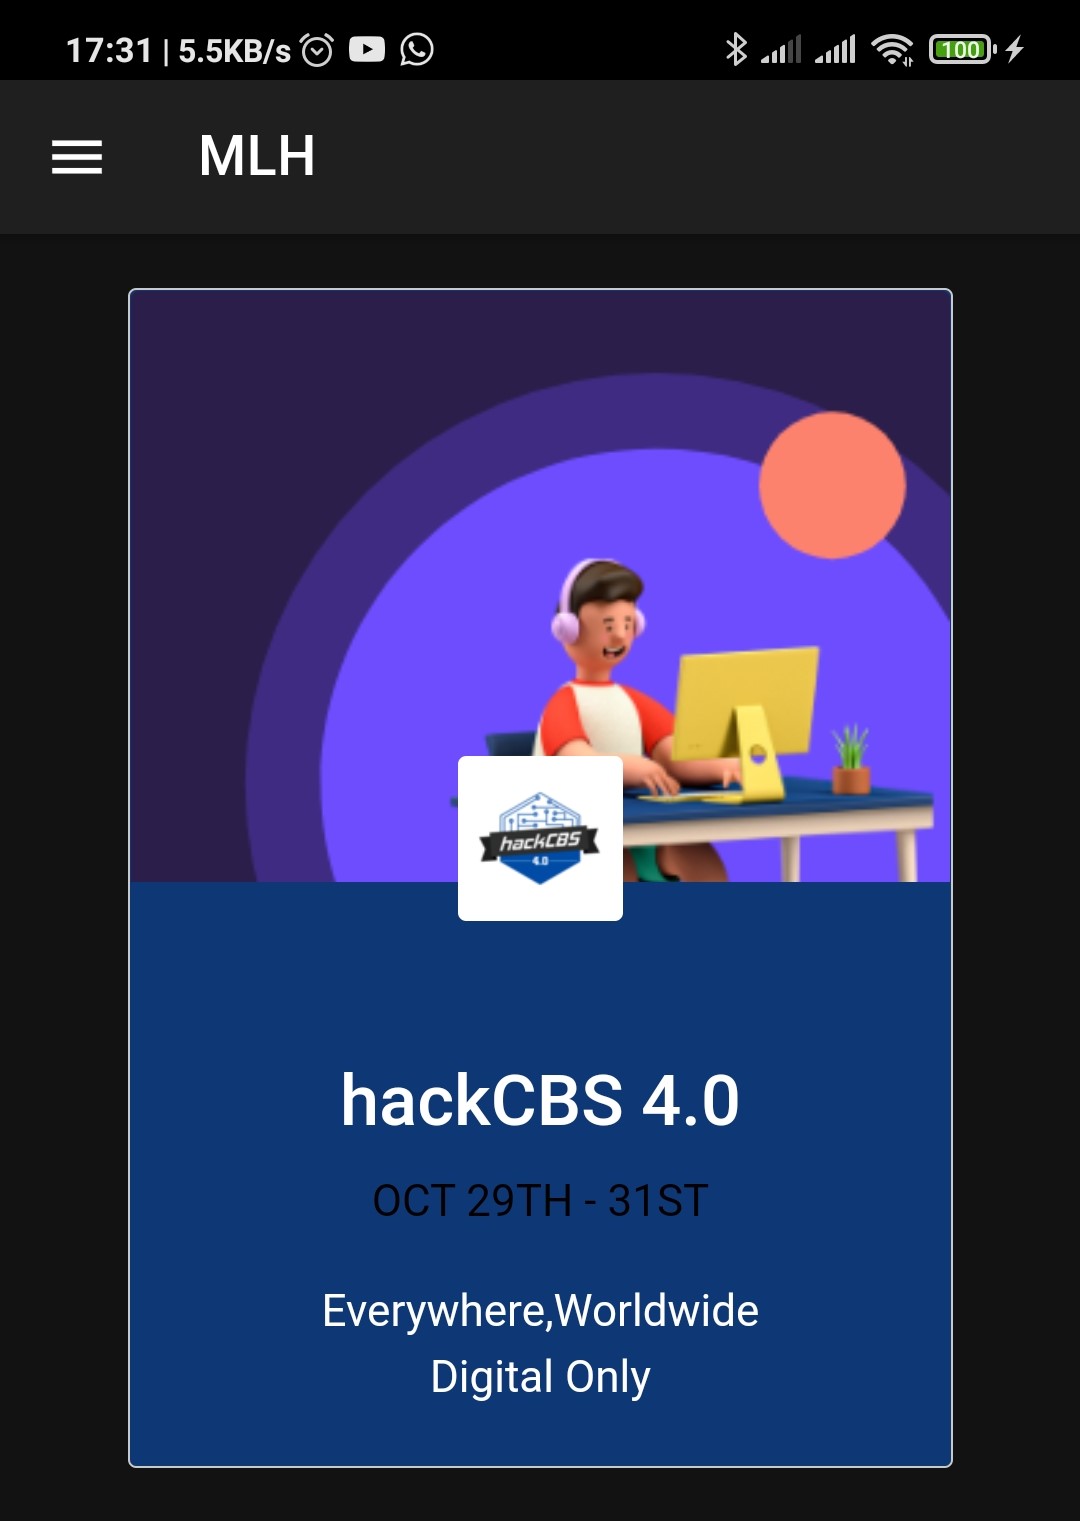 17:31 | 5.5KB/s
100
MLH
hackCBS
4.0
hackCBS 4.0
OCT 29TH - 31ST
Everywhere,Worldwide
Digital Only